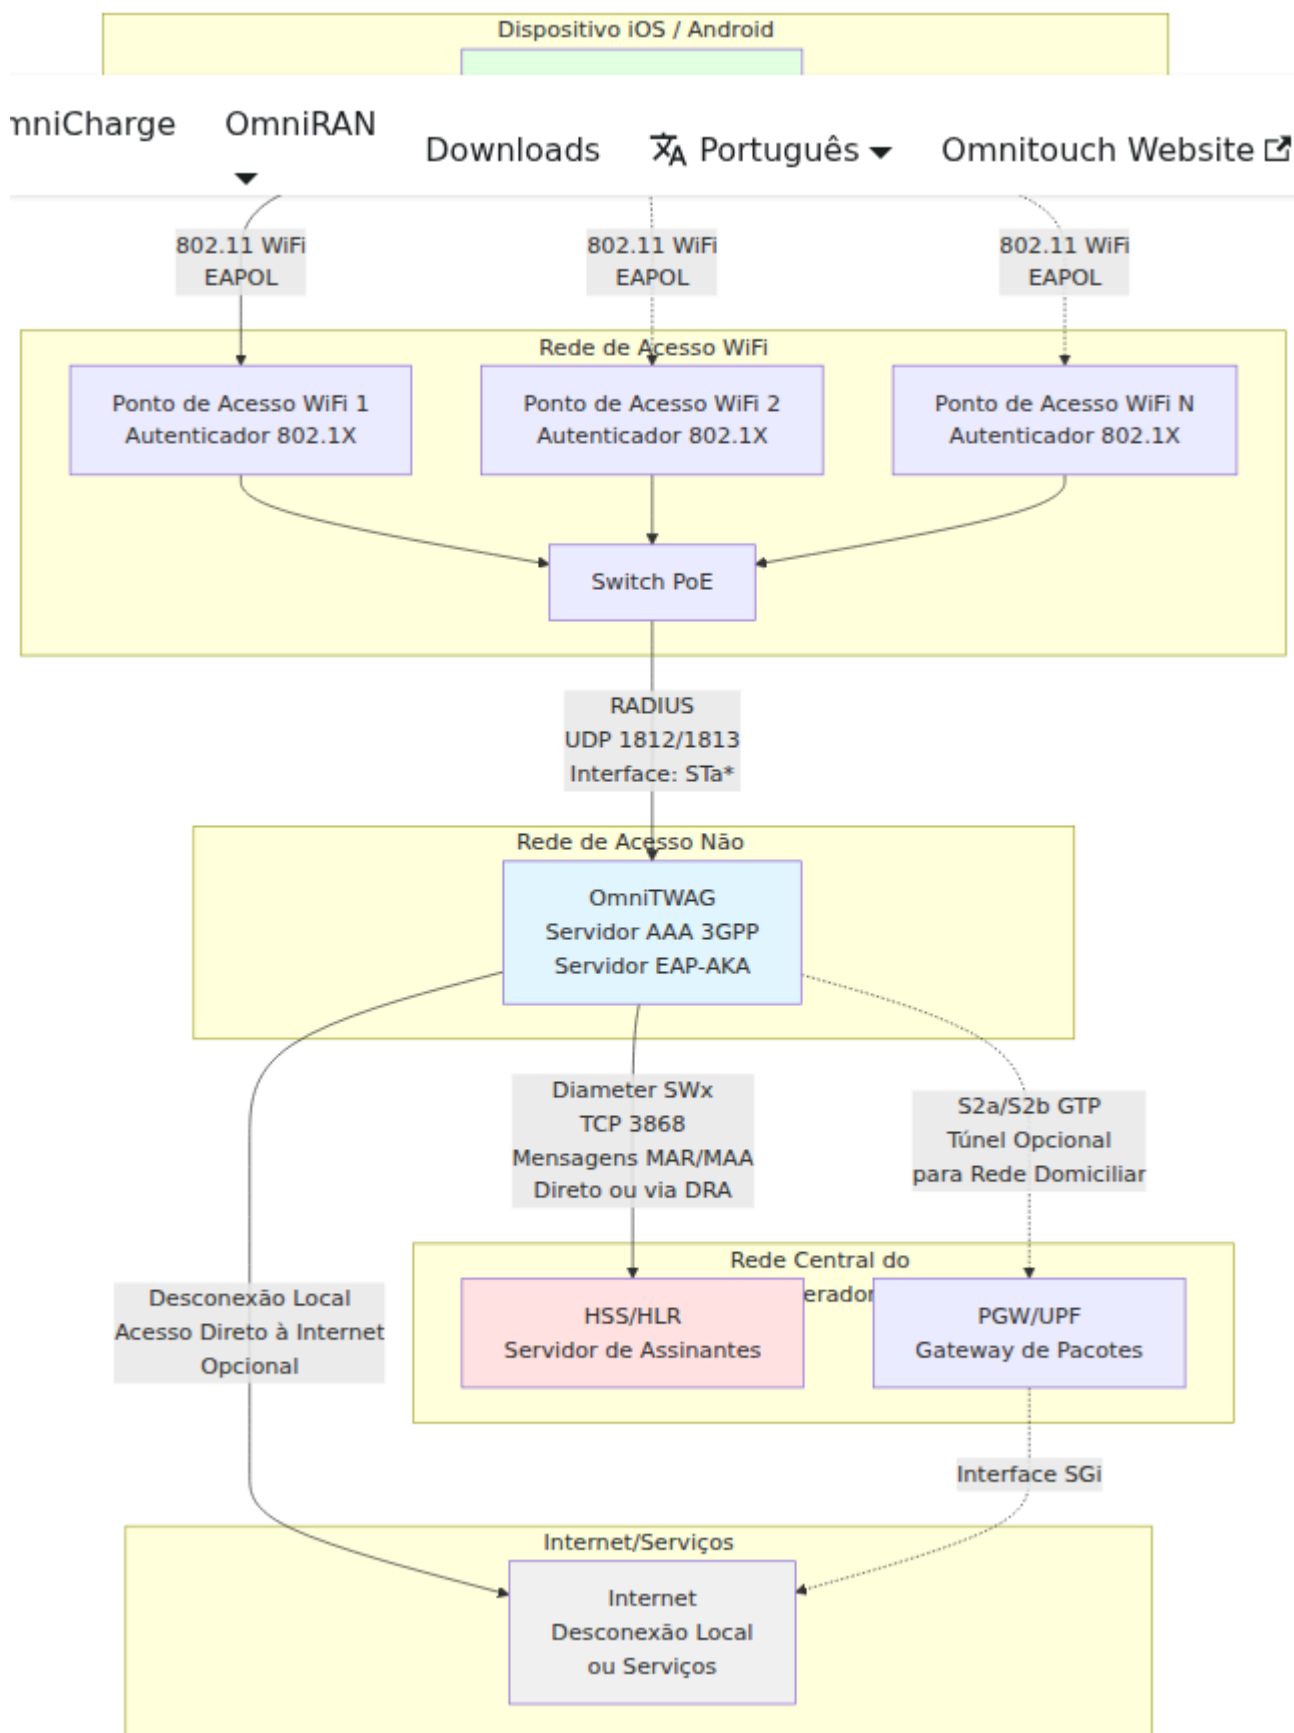 Dispositivo iOS / Android
mniCharge
OmniRAN
Downloads
Português
Omnitouch Website
802.11 WiFi
EAPOL
802.11 WiFi
EAPOL
802.11 WiFi
EAPOL
Rede de Acesso WiFi
Ponto de Acesso WiFi 1
Autenticador 802.1X
Ponto de Acesso WiFi 2
Autenticador 802.1X
Ponto de Acesso WiFi N
Autenticador 802.1X
Switch PoE
RADIUS
UDP 1812/1813
Interface: STa*
Rede de Acesso Não
OmniTWAG
Servidor AAA 3GPP
Servidor EAP-AKA
Diameter SWx
TCP 3868
Mensagens MAR/MAA
Direto ou via DRA
S2a/S2b GTP
Túnel Opcional
para Rede Domiciliar
Rede Central do
erador
HSS/HLR
Servidor de Assinantes
PGW/UPF
Gateway de Pacotes
Desconexão Local
Acesso Direto à Internet
Opcional
Interface SGi
Internet/Serviços
Internet
Desconexão Local
ou Serviços